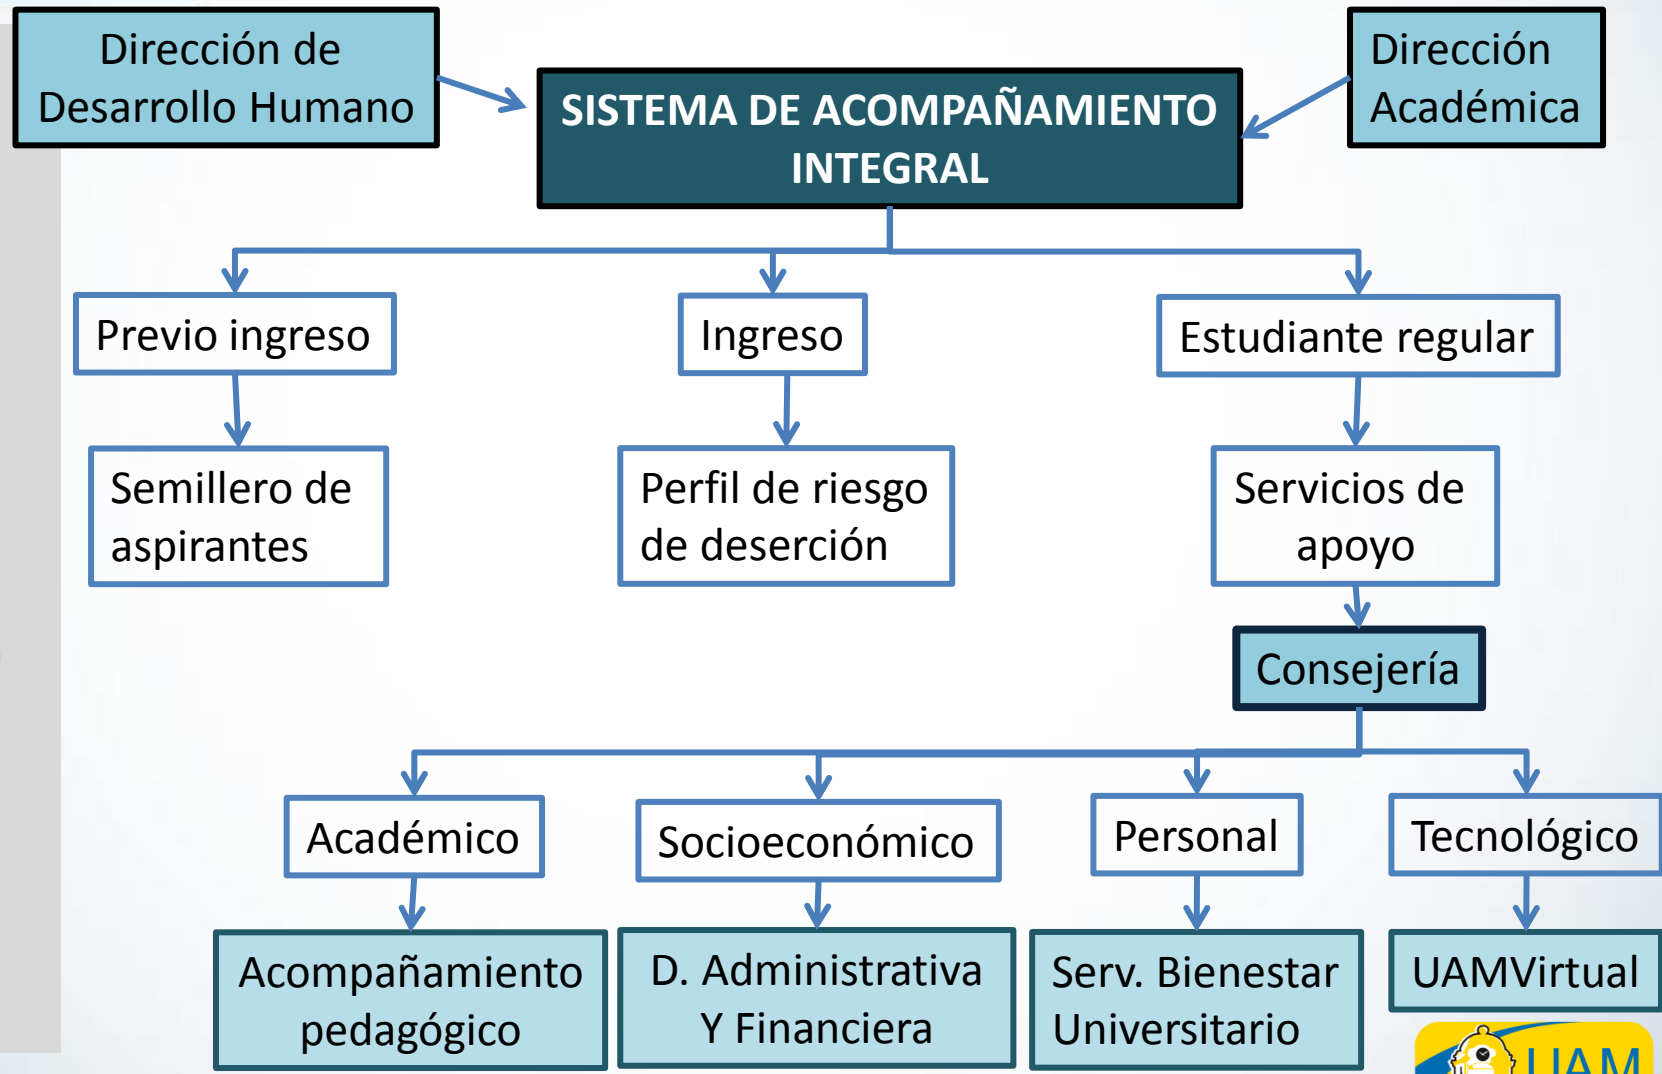 Dirección de
Desarrollo Humano
SISTEMA DE ACOMPAÑAMIENTO
INTEGRAL
Dirección
Académica
Previo ingreso
Ingreso
Estudiante regular
Semillero de
aspirantes
Perfil de riesgo
de deserción
Servicios de
apoyo
Consejería
Académico
Socioeconómico
Personal
Tecnológico
Acompañamiento
pedagógico
D. Administrativa
Y Financiera
Serv. Bienestar
Universitario
UAMVirtual
UAM